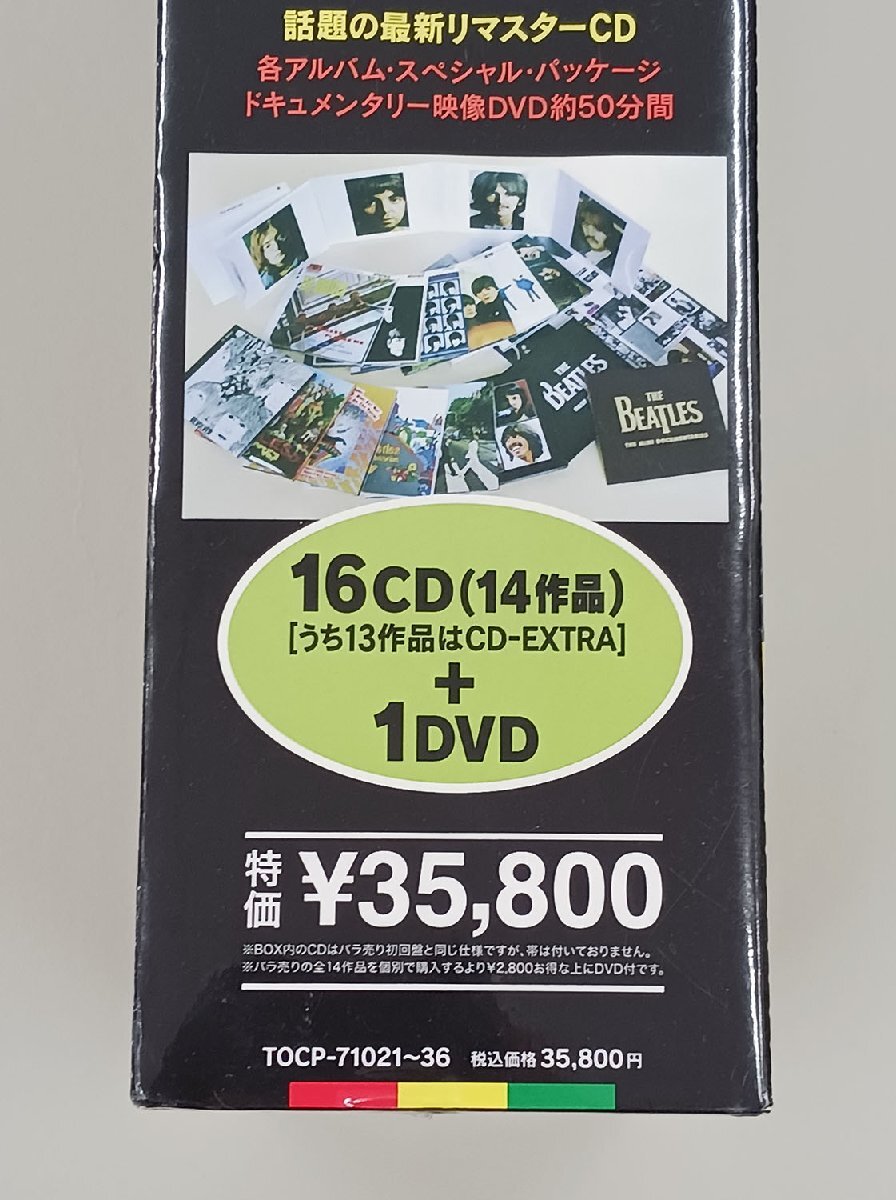 話題の最新リマスターCD
各アルバム・スペシャル・パッケージ
ドキュメンタリー映像DVD約50分間
THE
BEATLES
THE
BEATLES
THE MINI DOCUMENTARIES
16CD(14作品)
[うち13作品はCD-EXTRA]
+
1DVD
特価 ¥35,800
※BOX内のCDはバラ売り初回盤と同じ仕様ですが、帯は付いておりません。
※バラ売りの全14作品を個別で購入するより¥2,800お得な上にDVD付です。
TOCP-71021~36 税込価格 35,800円